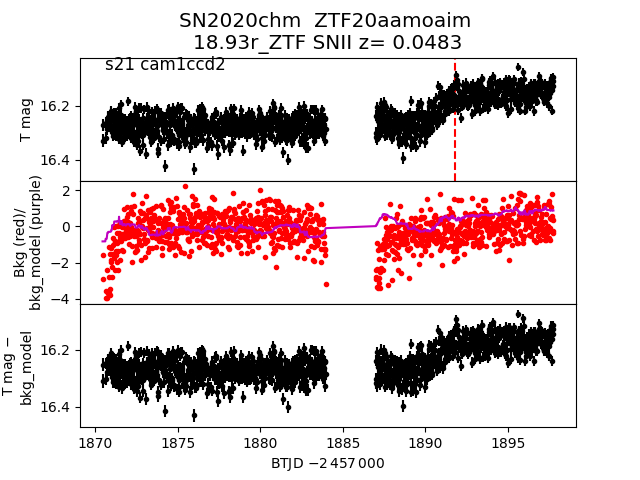 SN2020chm  ZTF20aamoaim
18.93r_ZTF SNII z= 0.0483
s21 cam1ccd2
T mag
16.2
16.4
Bkg (red)/
bkg_model (purple)
2
0
−2
−4
T mag −
bkg_model
16.2
16.4
1870
1875
1880
1885
1890
1895
BTJD −2 457 000